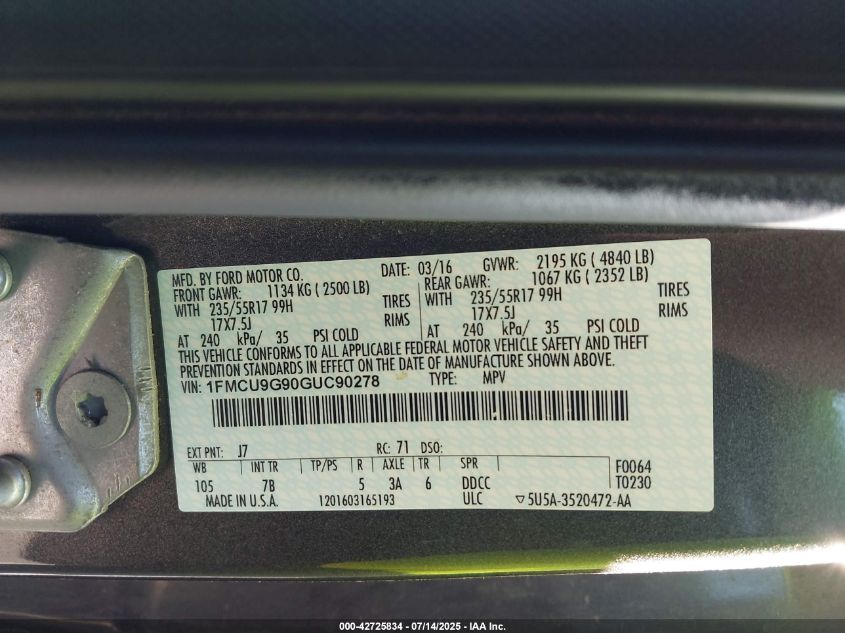 MFD. BY FORD MOTOR CO. DATE: 03/16 GVWR: 2195 KG ( 4840 LB)
FRONT GAWR: 1134 KG ( 2500 LB) REAR GAWR: 1067 KG ( 2352 LB)
WITH 235/55R17 99H TIRES WITH 235/55R17 99H TIRES
17X7.5J RIMS 17X7.5J RIMS
AT 240 kPa/ 35 PSI COLD AT 240 kPa/ 35 PSI COLD
THIS VEHICLE CONFORMS TO ALL APPLICABLE FEDERAL MOTOR VEHICLE SAFETY AND THEFT
PREVENTION STANDARDS IN EFFECT ON THE DATE OF MANUFACTURE SHOWN ABOVE.
VIN: 1FMCU9G90GUC90278 TYPE: MPV
EXT PNT: J7 RC: 71 DSO:
WB INT TR TP/PS R AXLE TR SPR F0064
105 7B 5 3A 6 DDCC T0230
MADE IN U.S.A. 1201603165193 ULC ▽5U5A-3520472-AA
000-42725834 - 07/14/2025 - IAA Inc.